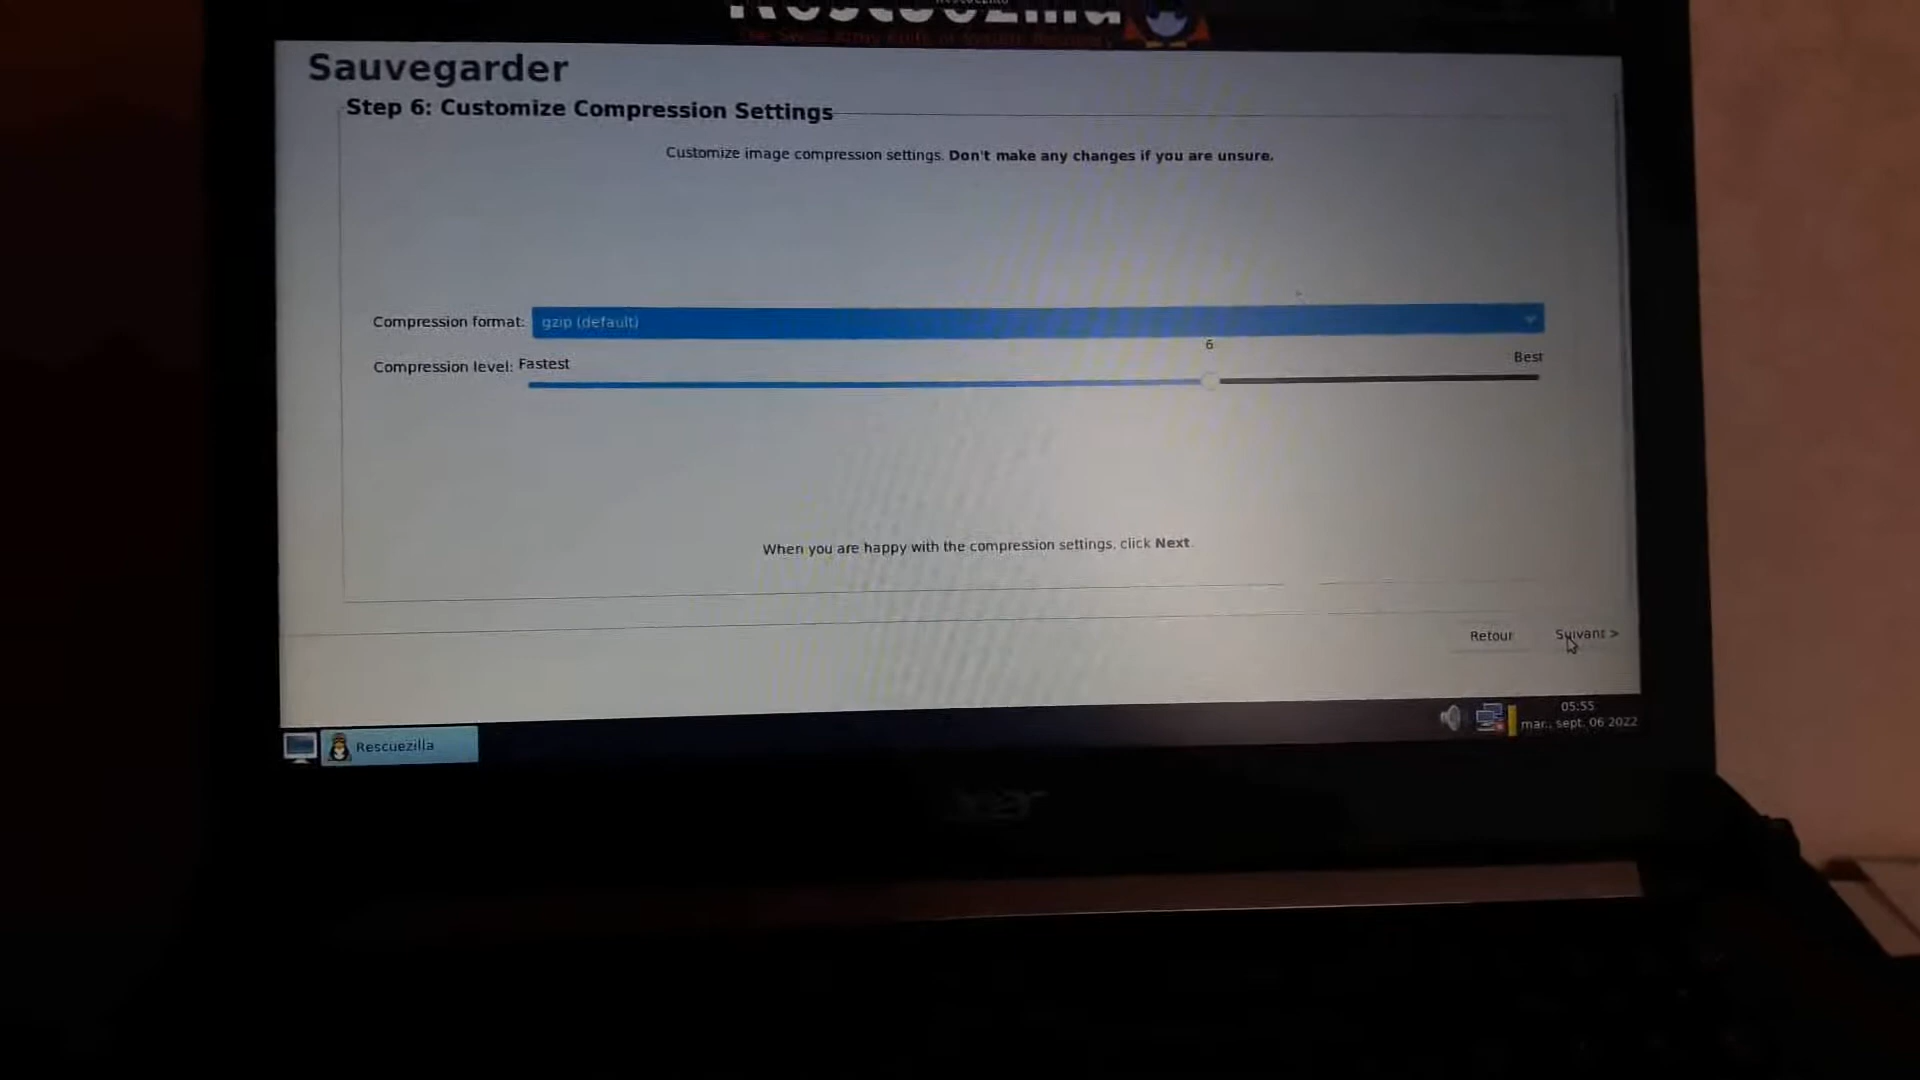 Sauvegarder
Step 6: Customize Compression Settings
Customize image compression settings. Don't make any changes if you are unsure.
Compression format: gzip (default)
6
Compression level: Fastest
Best
When you are happy with the compression settings, click Next.
Retour
Suivant >
05:55
mar., sept. 06 2022
Rescuezilla
acer